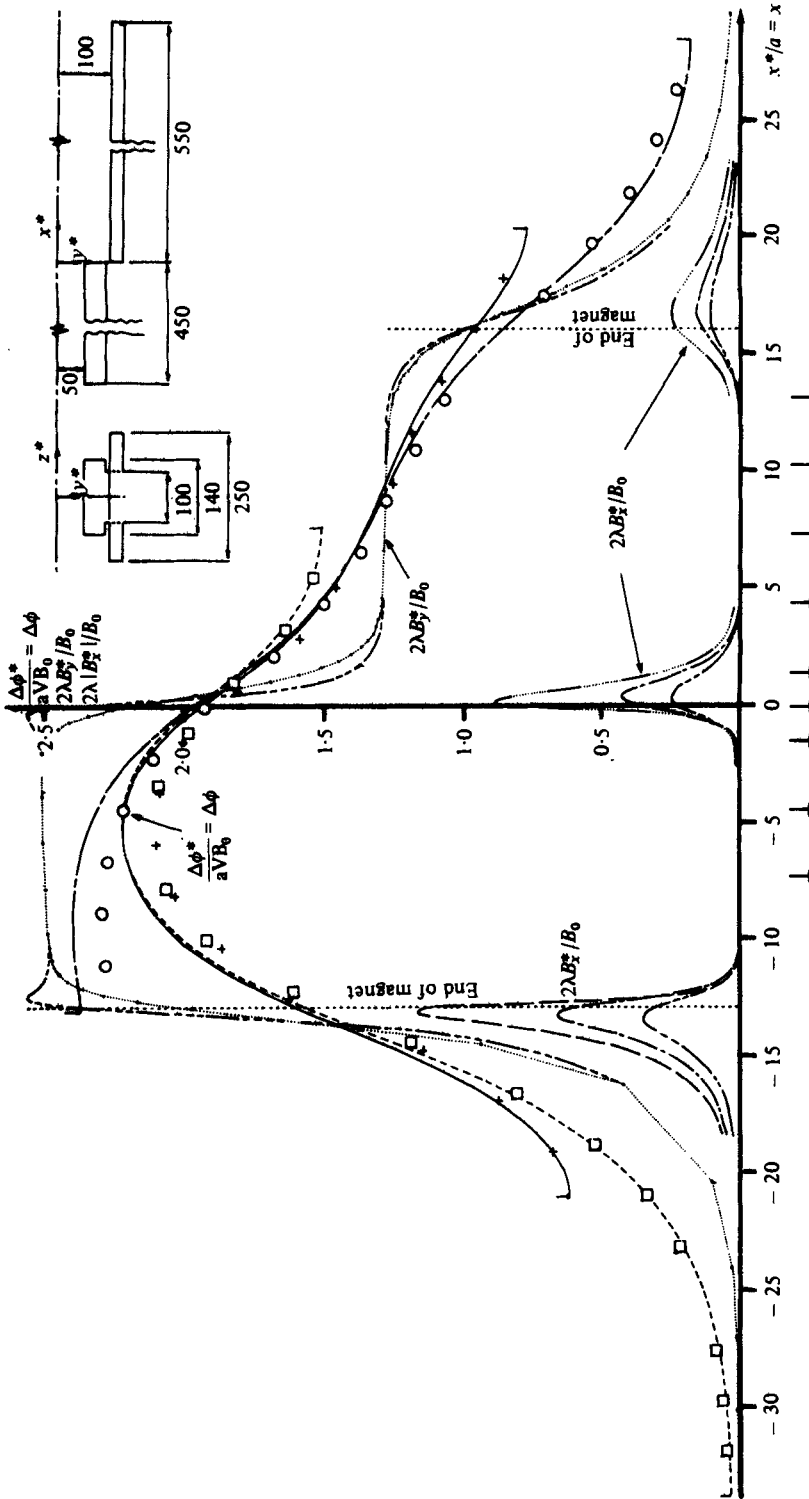 Δφ*/aVB₀ = Δφ
2λB*y/B₀
2λ|B*x|/B₀
2·5
2·0
1·5
1·0
0·5
Δφ*/aVB₀ = Δφ
2λB*y/B₀
2λB*x/B₀
2λB*x/B₀
End of magnet
End of
magnet
− 30
− 25
− 20
− 15
− 10
− 5
0
5
10
15
20
25
x*/a = x
z*
y*
100
140
250
x*
y*
50
450
550
100